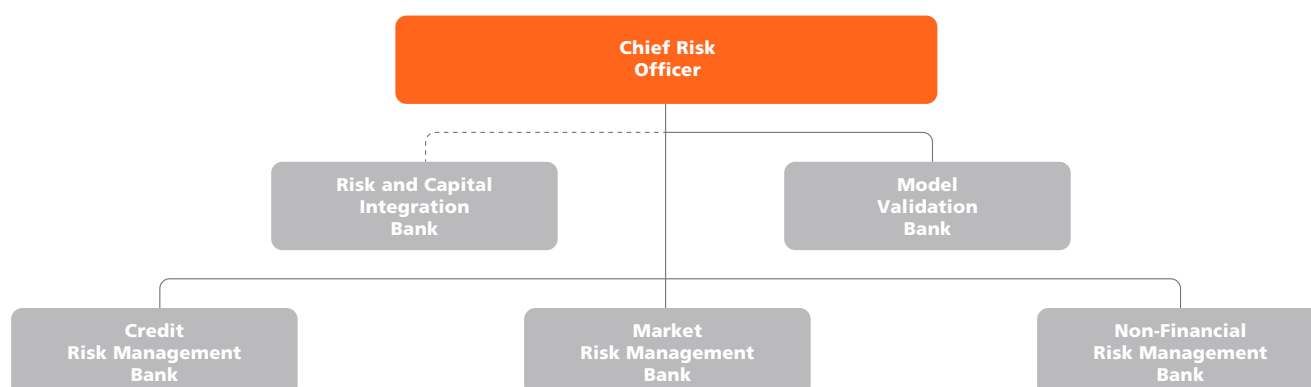 Chief Risk
Officer
Risk and Capital
Integration
Bank
Model
Validation
Bank
Credit
Risk Management
Bank
Market
Risk Management
Bank
Non-Financial
Risk Management
Bank